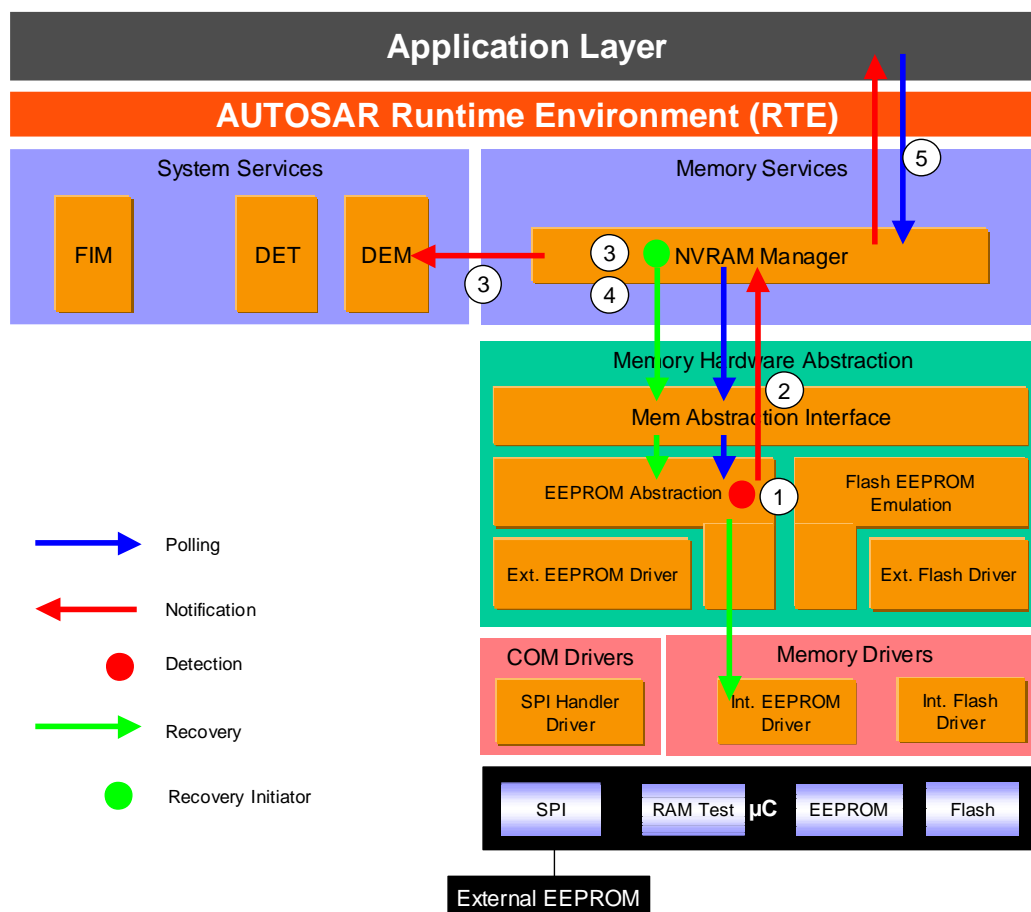 Application Layer
AUTOSAR Runtime Environment (RTE)
System Services
Memory Services
5
FIM
DET
DEM
3
3
NVRAM Manager
4
Memory Hardware Abstraction
2
Mem Abstraction Interface
EEPROM Abstraction
1
Flash EEPROM
Emulation
Ext. EEPROM Driver
Ext. Flash Driver
Polling
Notification
Detection
Recovery
Recovery Initiator
COM Drivers
Memory Drivers
SPI Handler
Driver
Int. EEPROM
Driver
Int. Flash
Driver
SPI
RAM Test
µC
EEPROM
Flash
External EEPROM